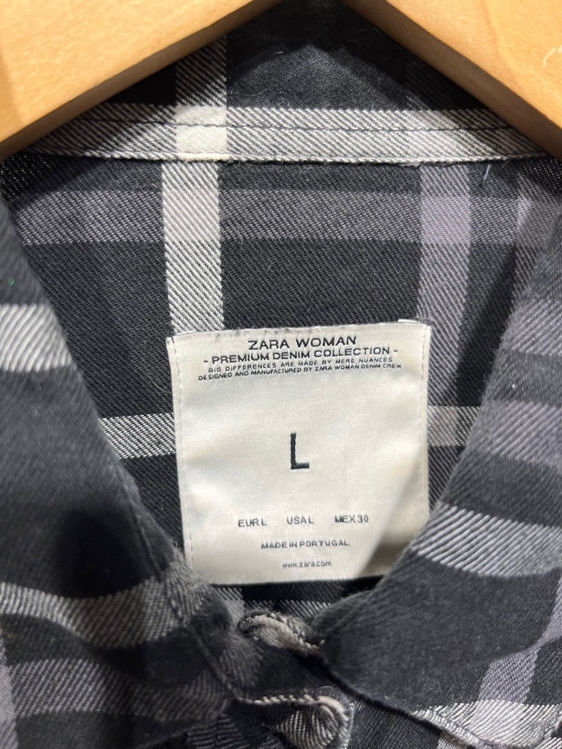 ZARA WOMAN
- PREMIUM DENIM COLLECTION -
BIG DIFFERENCES ARE MADE BY MERE NUANCES
DESIGNED AND MANUFACTURED BY ZARA WOMAN DENIM CREW
L
EUR L USA L MEX 30
MADE IN PORTUGAL
www.zara.com